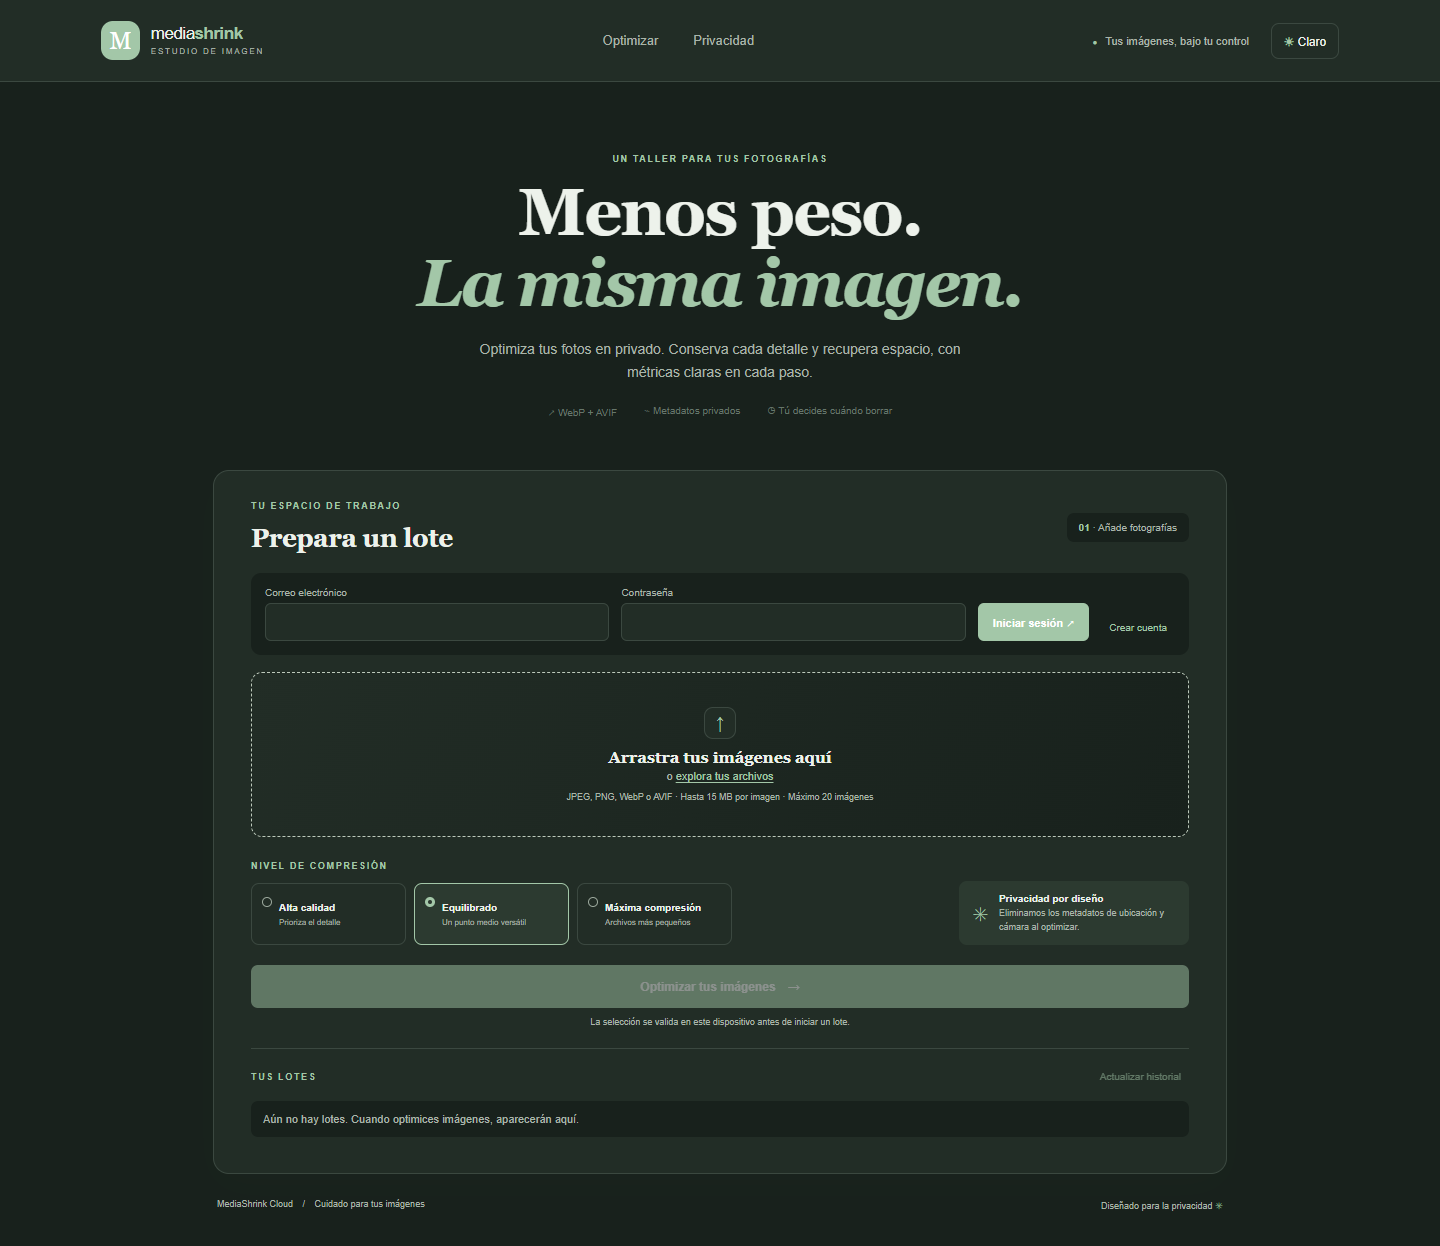 M
mediashrink
ESTUDIO DE IMAGEN
Optimizar
Privacidad
Tus imágenes, bajo tu control
Claro
UN TALLER PARA TUS FOTOGRAFÍAS
Menos peso.
La misma imagen.
Optimiza tus fotos en privado. Conserva cada detalle y recupera espacio, con
métricas claras en cada paso.
WebP + AVIF
Metadatos privados
Tú decides cuándo borrar
TU ESPACIO DE TRABAJO
Prepara un lote
01 · Añade fotografías
Correo electrónico
Contraseña
Iniciar sesión ↗
Crear cuenta
↑
Arrastra tus imágenes aquí
o explora tus archivos
JPEG, PNG, WebP o AVIF · Hasta 15 MB por imagen · Máximo 20 imágenes
NIVEL DE COMPRESIÓN
Alta calidad
Prioriza el detalle
Equilibrado
Un punto medio versátil
Máxima compresión
Archivos más pequeños
Privacidad por diseño
Eliminamos los metadatos de ubicación y
cámara al optimizar.
Optimizar tus imágenes →
La selección se valida en este dispositivo antes de iniciar un lote.
TUS LOTES
Actualizar historial
Aún no hay lotes. Cuando optimices imágenes, aparecerán aquí.
MediaShrink Cloud / Cuidado para tus imágenes
Diseñado para la privacidad ✳